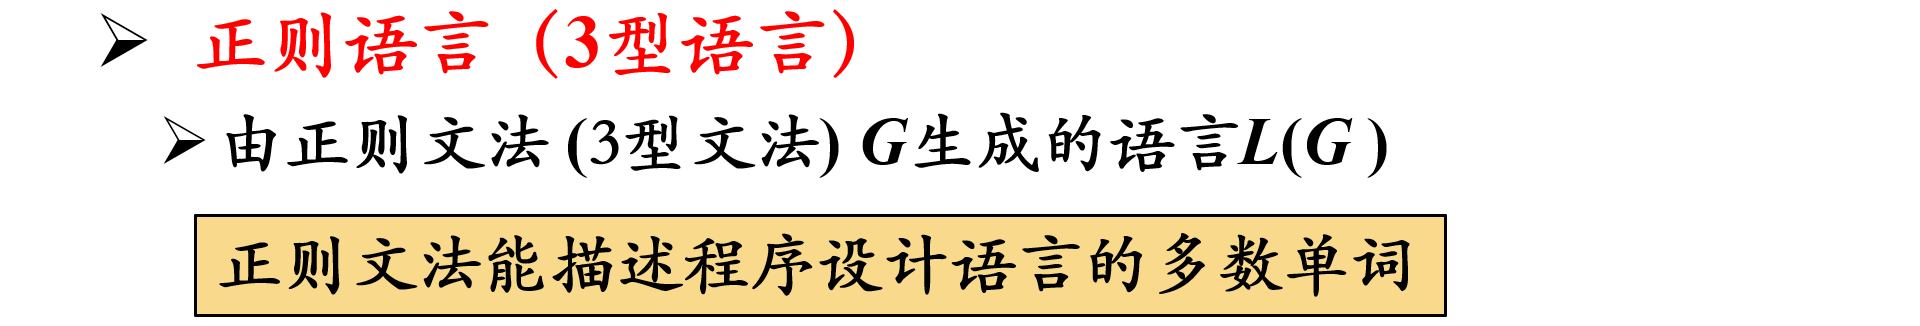 ➢ 正则语言（3型语言）
➢ 由正则文法 (3型文法) G生成的语言L(G )
正则文法能描述程序设计语言的多数单词